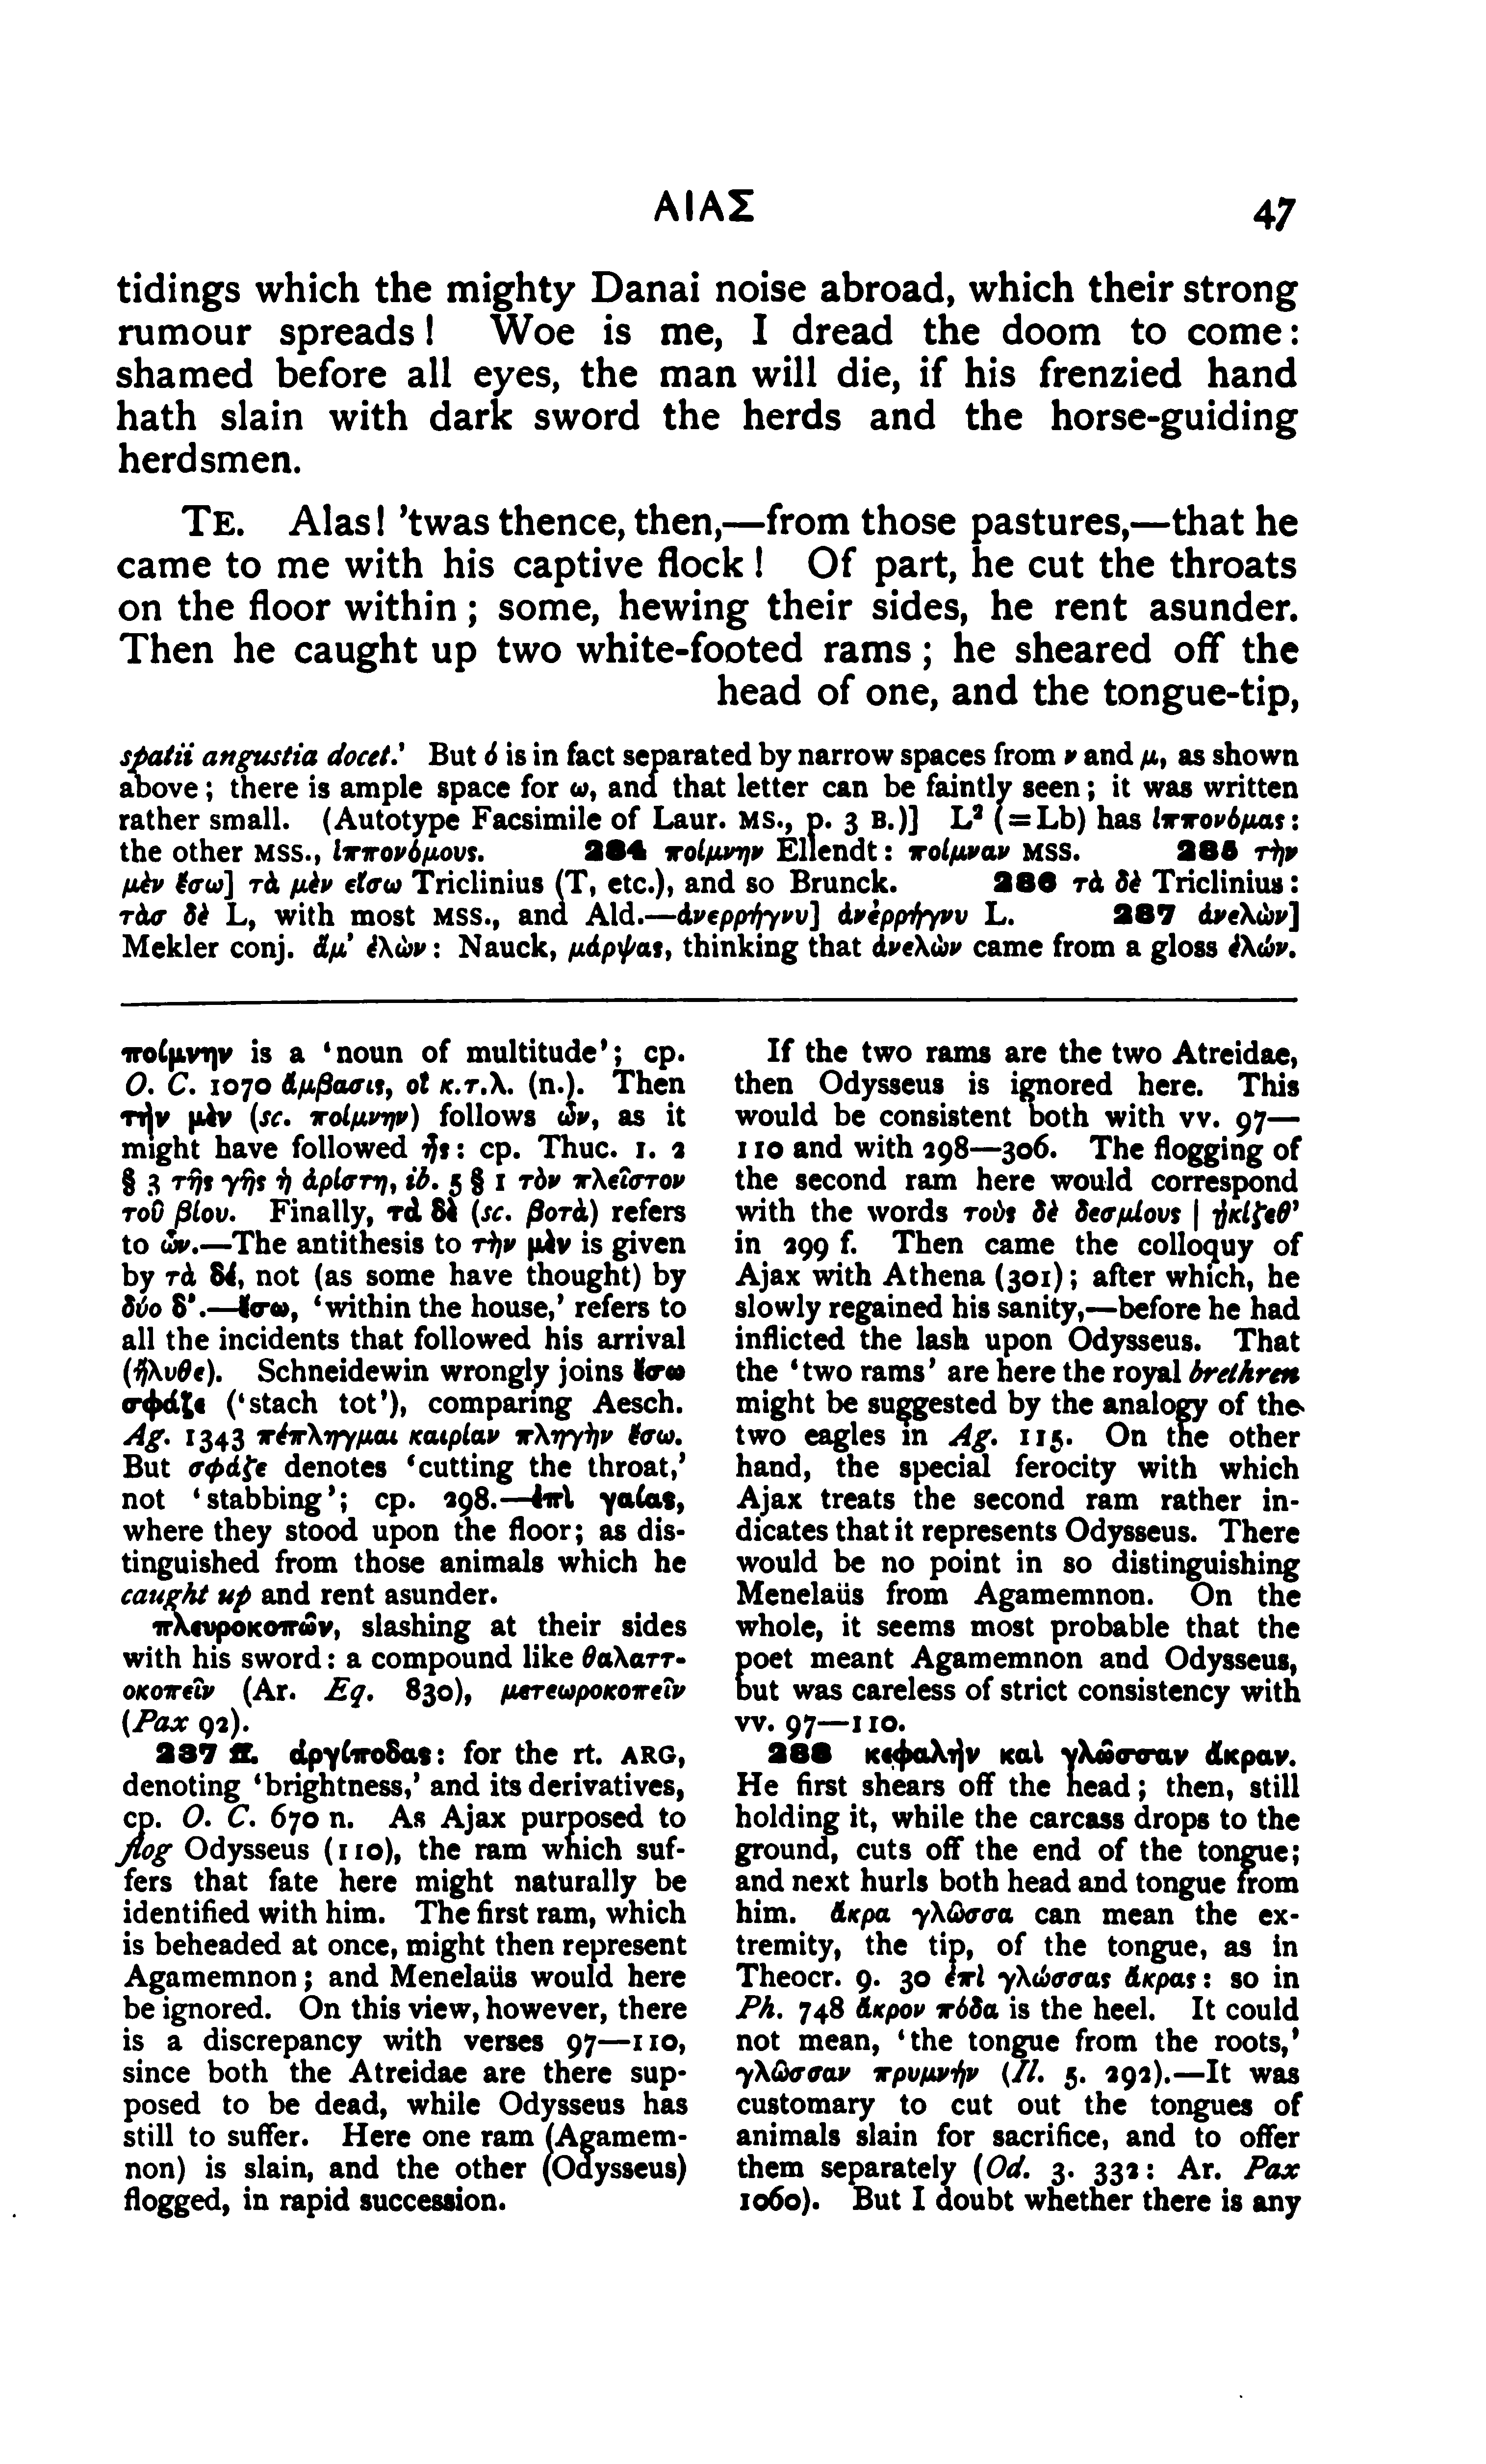 ΑΙΑΣ 47
tidings which the mighty Danai noise abroad, which their strong
rumour spreads! Woe is me, I dread the doom to come:
shamed before all eyes, the man will die, if his frenzied hand
hath slain with dark sword the herds and the horse-guiding
herdsmen.
TE. Alas! ’twas thence, then,—from those pastures,—that he
came to me with his captive flock! Of part, he cut the throats
on the floor within; some, hewing their sides, he rent asunder.
Then he caught up two white-footed rams; he sheared off the
head of one, and the tongue-tip,
spatii angustia docet.’ But ό is in fact separated by narrow spaces from ν and μ, as shown
above; there is ample space for ω, and that letter can be faintly seen; it was written
rather small. (Autotype Facsimile of Laur. MS., p. 3 B.)] L² (=Lb) has ἱππονόμας:
the other MSS., ἱππονόμους. 284 ποίμνην Ellendt: ποίμναν MSS. 285 τὴν
μὲν ἔσω] τὰ μὲν εἴσω Triclinius (T, etc.), and so Brunck. 286 τὰ δὲ Triclinius:
τὰσ δὲ L, with most MSS., and Ald.—ἀνερρήγνυ] ἀνὲρρήγνυ L. 287 ἀνελὼν]
Mekler conj. ἅμ’ ἑλὼν: Nauck, μάρψας, thinking that ἀνελὼν came from a gloss ἑλών.
ποίμνην is a ‘noun of multitude’; cp.
O. C. 1070 ἄμβασις, οἳ κ.τ.λ. (n.). Then
τὴν μὲν (sc. ποίμνην) follows ὧν, as it
might have followed ἧς: cp. Thuc. 1. 2
§ 3 τῆς γῆς ἡ ἀρίστη, ib. 5 § 1 τὸν πλεῖστον
τοῦ βίου. Finally, τὰ δὲ (sc. βοτὰ) refers
to ὧν.—The antithesis to τὴν μὲν is given
by τὰ δέ, not (as some have thought) by
δύο δ’.—ἔσω, ‘within the house,’ refers to
all the incidents that followed his arrival
(ἤλυθε). Schneidewin wrongly joins ἔσω
σφάζε (‘stach tot’), comparing Aesch.
Ag. 1343 πέπληγμαι καιρίαν πληγὴν ἔσω.
But σφάζε denotes ‘cutting the throat,’
not ‘stabbing’; cp. 298.—ἐπὶ γαίας,
where they stood upon the floor; as dis-
tinguished from those animals which he
caught up and rent asunder.
πλευροκοπῶν, slashing at their sides
with his sword: a compound like θαλαττ-
οκοπεῖν (Ar. Eq. 830), μετεωροκοπεῖν
(Pax 92).
237 ff. ἀργίποδας: for the rt. ARG,
denoting ‘brightness,’ and its derivatives,
cp. O. C. 670 n. As Ajax purposed to
flog Odysseus (110), the ram which suf-
fers that fate here might naturally be
identified with him. The first ram, which
is beheaded at once, might then represent
Agamemnon; and Menelaüs would here
be ignored. On this view, however, there
is a discrepancy with verses 97—110,
since both the Atreidae are there sup-
posed to be dead, while Odysseus has
still to suffer. Here one ram (Agamem-
non) is slain, and the other (Odysseus)
flogged, in rapid succession.
If the two rams are the two Atreidae,
then Odysseus is ignored here. This
would be consistent both with vv. 97—
110 and with 298—306. The flogging of
the second ram here would correspond
with the words τοὺς δὲ δεσμίους | ᾐκίζεθ’
in 299 f. Then came the colloquy of
Ajax with Athena (301); after which, he
slowly regained his sanity,—before he had
inflicted the lash upon Odysseus. That
the ‘two rams’ are here the royal brethren
might be suggested by the analogy of the
two eagles in Ag. 115. On the other
hand, the special ferocity with which
Ajax treats the second ram rather in-
dicates that it represents Odysseus. There
would be no point in so distinguishing
Menelaüs from Agamemnon. On the
whole, it seems most probable that the
poet meant Agamemnon and Odysseus,
but was careless of strict consistency with
vv. 97—110.
288 κεφαλὴν καὶ γλῶσσαν ἄκραν.
He first shears off the head; then, still
holding it, while the carcass drops to the
ground, cuts off the end of the tongue;
and next hurls both head and tongue from
him. ἄκρα γλῶσσα can mean the ex-
tremity, the tip, of the tongue, as in
Theocr. 9. 30 ἐπὶ γλώσσας ἄκρας: so in
Ph. 748 ἄκρον πόδα is the heel. It could
not mean, ‘the tongue from the roots,’
γλῶσσαν πρυμνήν (Il. 5. 292).—It was
customary to cut out the tongues of
animals slain for sacrifice, and to offer
them separately (Od. 3. 332: Ar. Pax
1060). But I doubt whether there is any